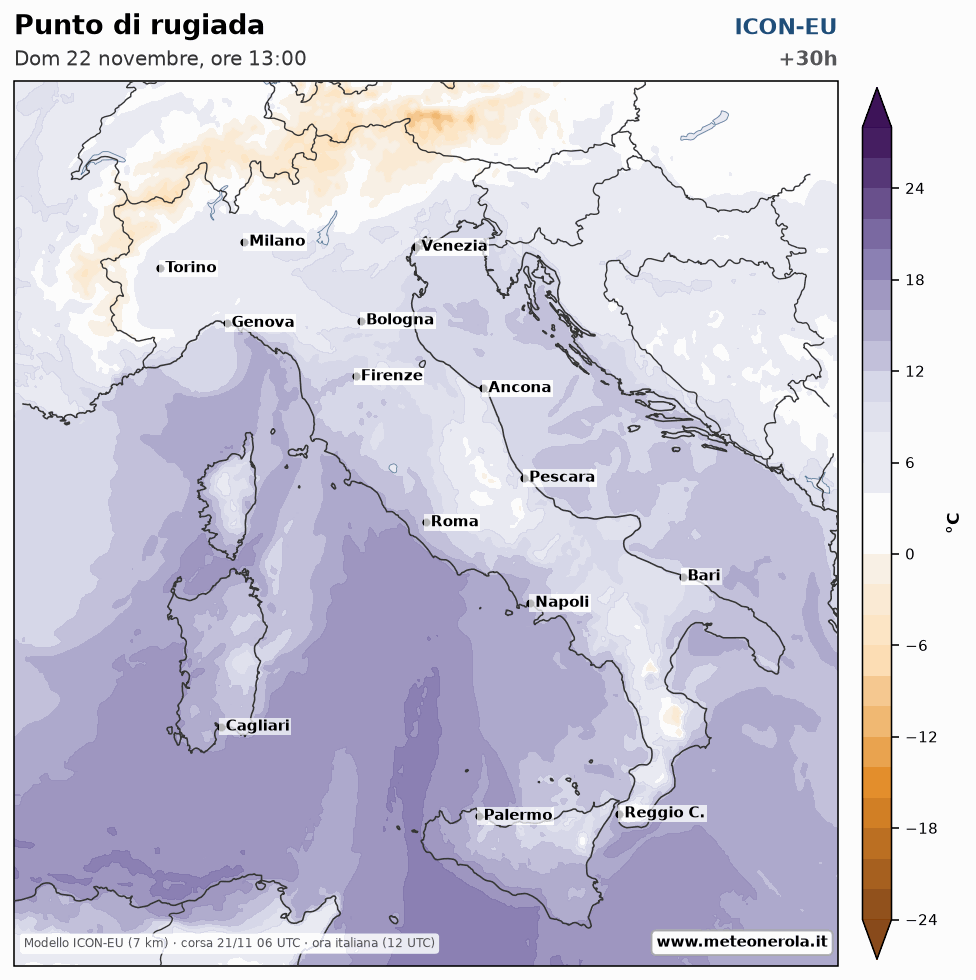 Punto di rugiada
ICON-EU
Dom 22 novembre, ore 13:00
+30h
Milano
Venezia
Torino
Genova
Bologna
Firenze
Ancona
Pescara
Roma
Bari
Napoli
Cagliari
Palermo
Reggio C.
24
18
12
6
0
−6
−12
−18
−24
°C
Modello ICON-EU (7 km) · corsa 21/11 06 UTC · ora italiana (12 UTC)
www.meteonerola.it